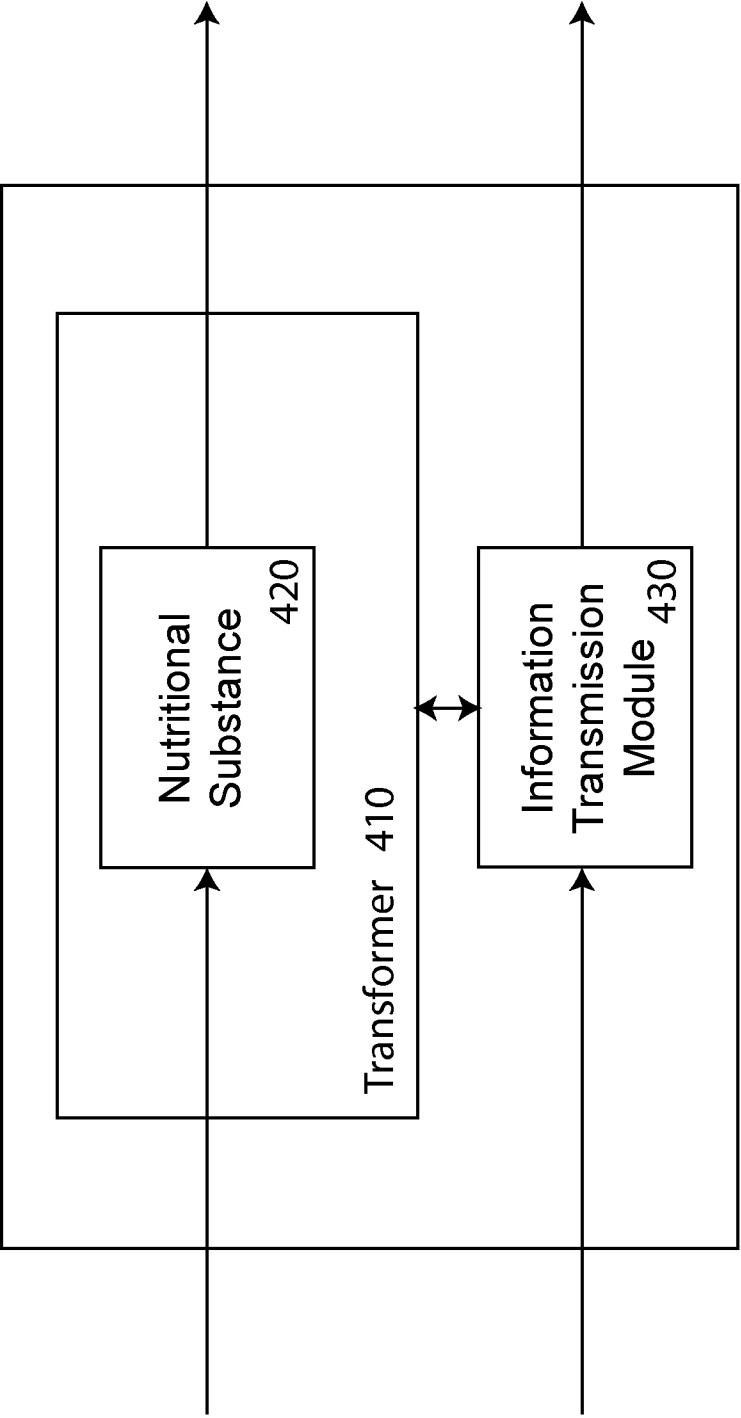 Nutritional
Substance
420
Transformer 410
Information
Transmission
Module 430